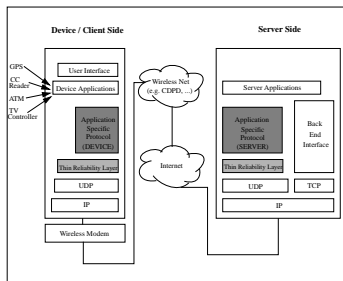 Device / Client Side
Server Side
GPS
CC
Reader
ATM
TV
Controller
User Interface
Device Applications
Application
Specific
Protocol
(DEVICE)
Thin Reliability Layer
UDP
IP
Wireless Modem
Wireless Net
(e.g. CDPD, ...)
Internet
Server Applications
Application
Specific
Protocol
(SERVER)
Thin Reliability Layer
UDP
IP
Back
End
Interface
TCP